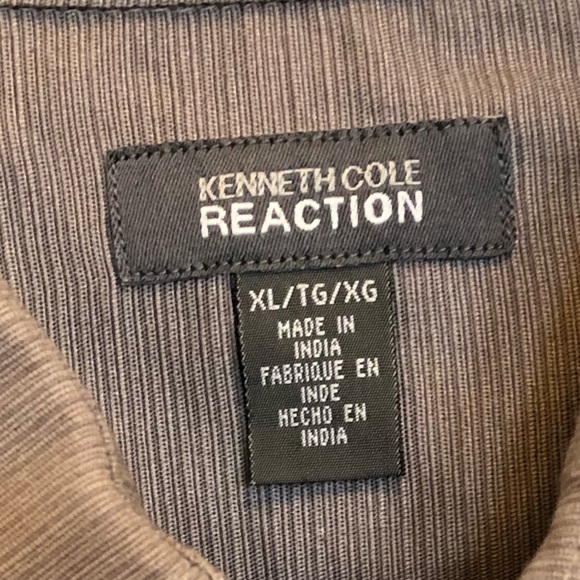 KENNETH COLE
REACTION
XL/TG/XG
MADE IN
INDIA
FABRIQUE EN
INDE
HECHO EN
INDIA